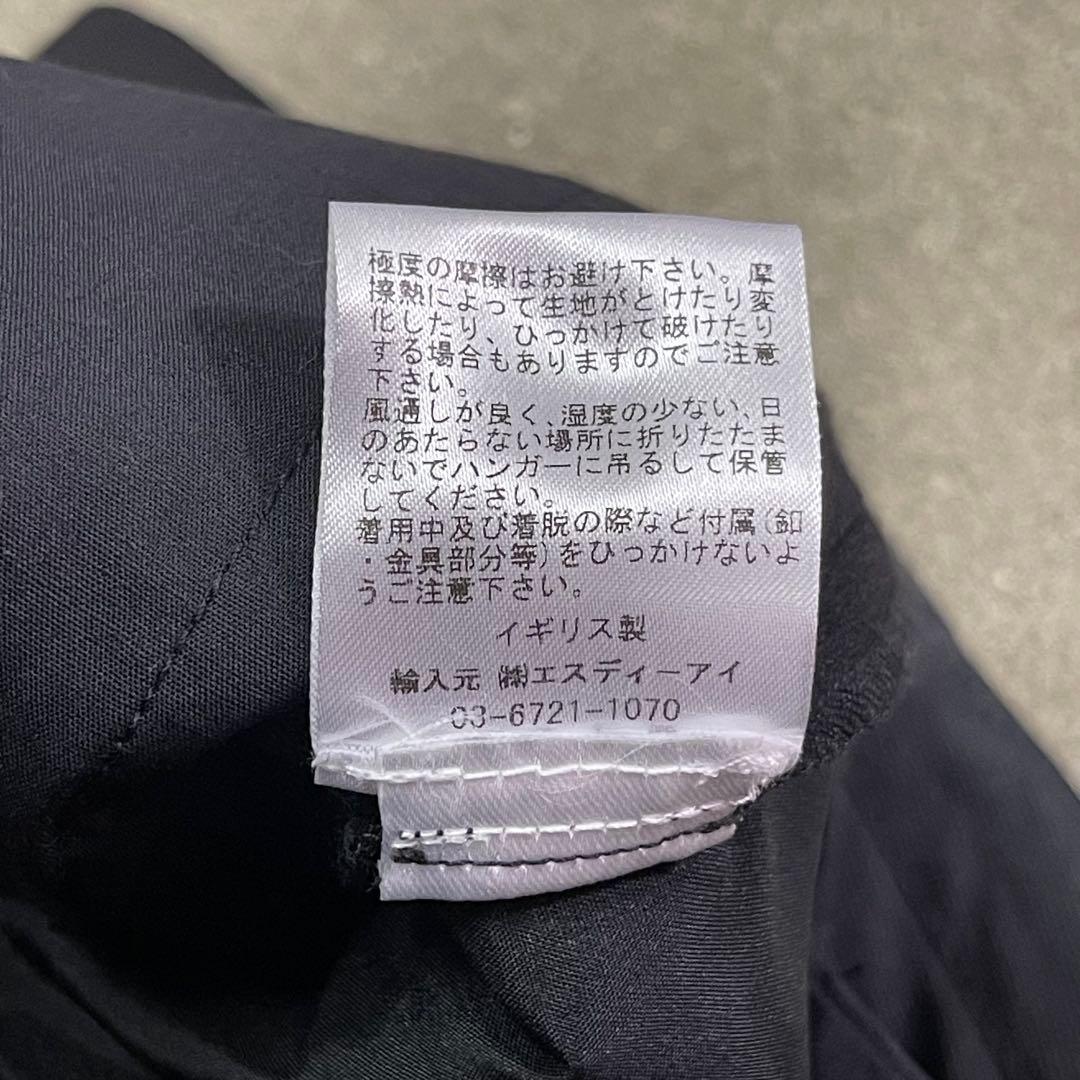 極度の摩擦はお避け下さい。摩
擦熱によって生地がとけたり変
化したり、ひっかけて破けたり
する場合もありますのでご注意
下さい。
風通しが良く、湿度の少ない、日
のあたらない場所に折りたたま
ないでハンガーに吊るして保管
してください。
着用中及び着脱の際など付属(釦
・金具部分等)をひっかけないよ
うご注意下さい。
イギリス製
輸入元 ㈱エスディーアイ
03-6721-1070